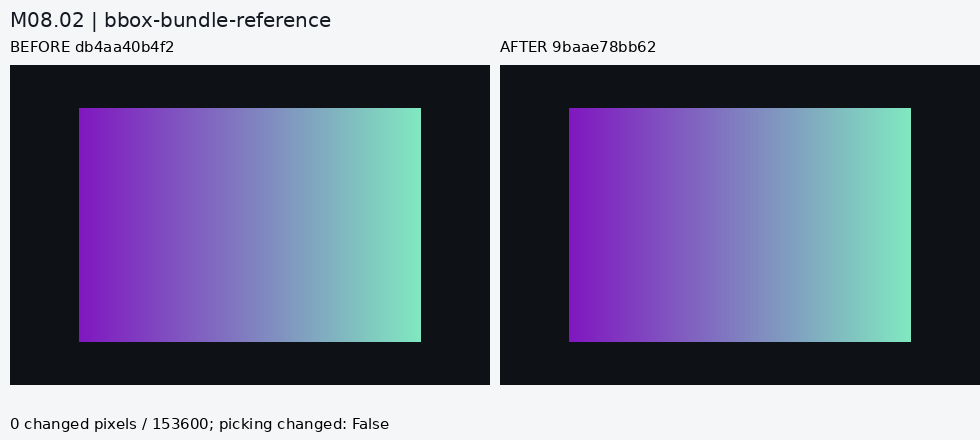 M08.02 | bbox-bundle-reference
BEFORE db4aa40b4f2
AFTER 9baae78bb62
0 changed pixels / 153600; picking changed: False